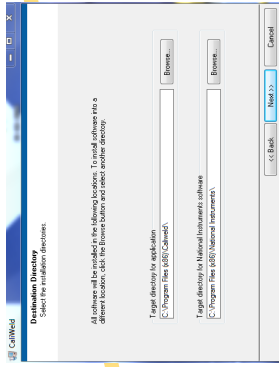 CaliWeld
Destination Directory
Select the installation directories.
All software will be installed in the following locations. To install software into a
different location, click the Browse button and select another directory.
Target directory for application
C:\Program Files (x86)\Caliweld\
Browse...
Target directory for National Instruments software
C:\Program Files (x86)\National Instruments\
Browse...
<< Back
Next >>
Cancel